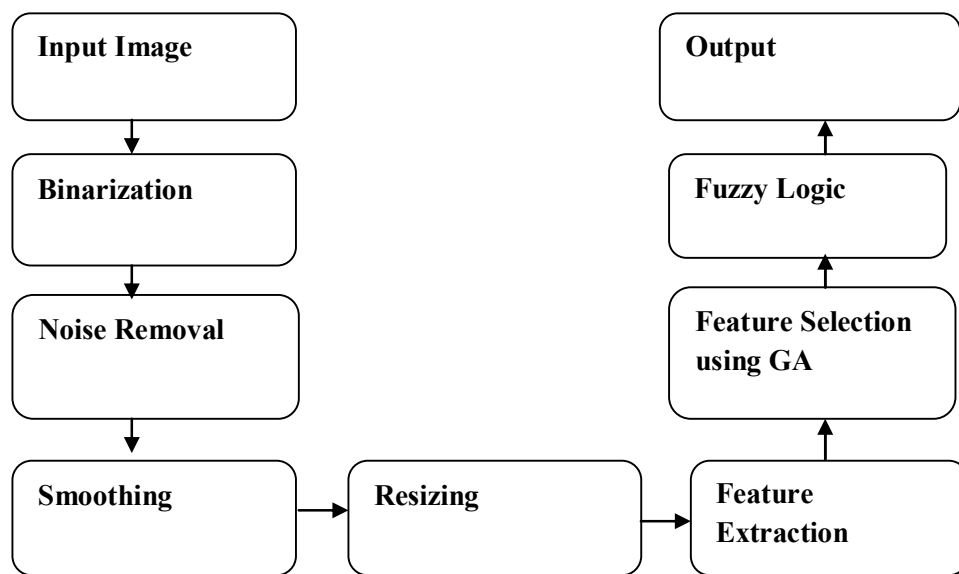 Input Image
Binarization
Noise Removal
Smoothing
Resizing
Feature
Extraction
Feature Selection
using GA
Fuzzy Logic
Output